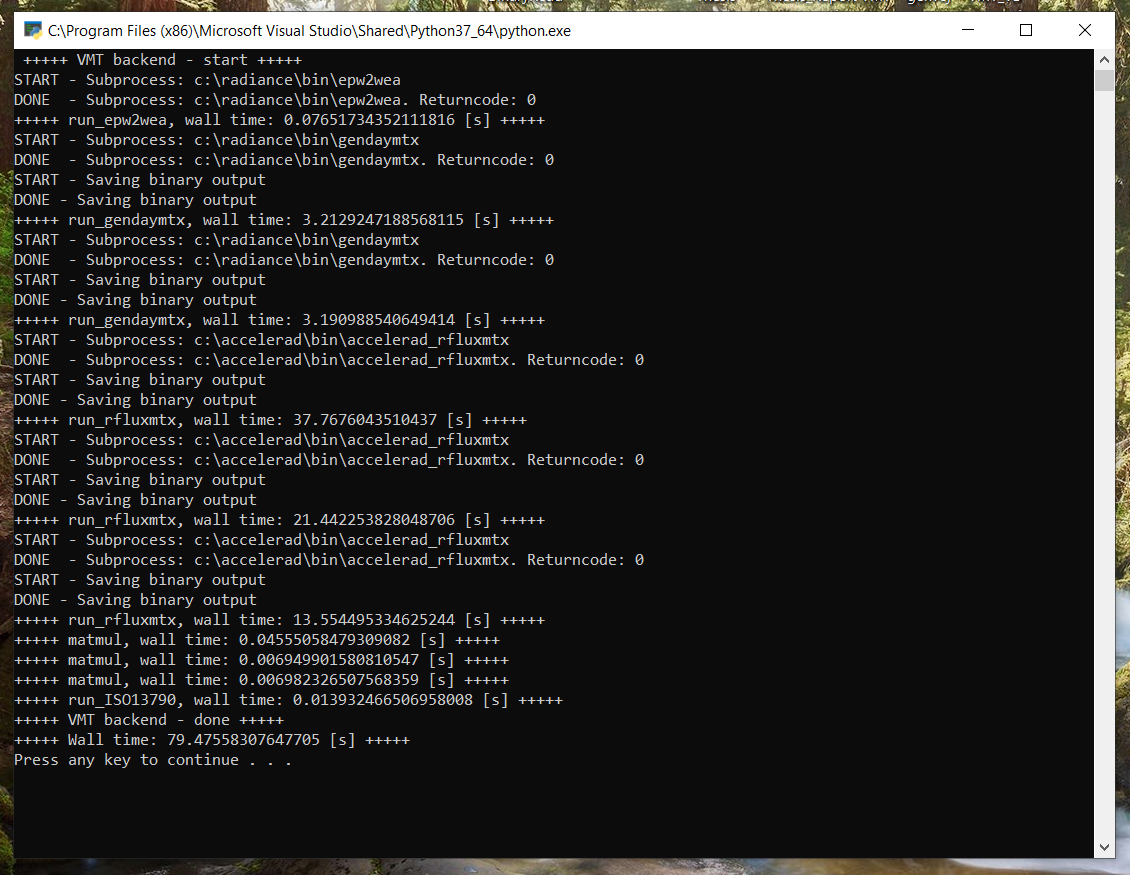 C:\Program Files (x86)\Microsoft Visual Studio\Shared\Python37_64\python.exe
+++++ VMT backend - start +++++
START - Subprocess: c:\radiance\bin\epw2wea
DONE  - Subprocess: c:\radiance\bin\epw2wea. Returncode: 0
+++++ run_epw2wea, wall time: 0.07651734352111816 [s] +++++
START - Subprocess: c:\radiance\bin\gendaymtx
DONE  - Subprocess: c:\radiance\bin\gendaymtx. Returncode: 0
START - Saving binary output
DONE - Saving binary output
+++++ run_gendaymtx, wall time: 3.2129247188568115 [s] +++++
START - Subprocess: c:\radiance\bin\gendaymtx
DONE  - Subprocess: c:\radiance\bin\gendaymtx. Returncode: 0
START - Saving binary output
DONE - Saving binary output
+++++ run_gendaymtx, wall time: 3.190988540649414 [s] +++++
START - Subprocess: c:\accelerad\bin\accelerad_rfluxmtx
DONE  - Subprocess: c:\accelerad\bin\accelerad_rfluxmtx. Returncode: 0
START - Saving binary output
DONE - Saving binary output
+++++ run_rfluxmtx, wall time: 37.7676043510437 [s] +++++
START - Subprocess: c:\accelerad\bin\accelerad_rfluxmtx
DONE  - Subprocess: c:\accelerad\bin\accelerad_rfluxmtx. Returncode: 0
START - Saving binary output
DONE - Saving binary output
+++++ run_rfluxmtx, wall time: 21.442253828048706 [s] +++++
START - Subprocess: c:\accelerad\bin\accelerad_rfluxmtx
DONE  - Subprocess: c:\accelerad\bin\accelerad_rfluxmtx. Returncode: 0
START - Saving binary output
DONE - Saving binary output
+++++ run_rfluxmtx, wall time: 13.554495334625244 [s] +++++
+++++ matmul, wall time: 0.04555058479309082 [s] +++++
+++++ matmul, wall time: 0.006949901580810547 [s] +++++
+++++ matmul, wall time: 0.006982326507568359 [s] +++++
+++++ run_ISO13790, wall time: 0.013932466506958008 [s] +++++
+++++ VMT backend - done +++++
+++++ Wall time: 79.47558307647705 [s] +++++
Press any key to continue . . .